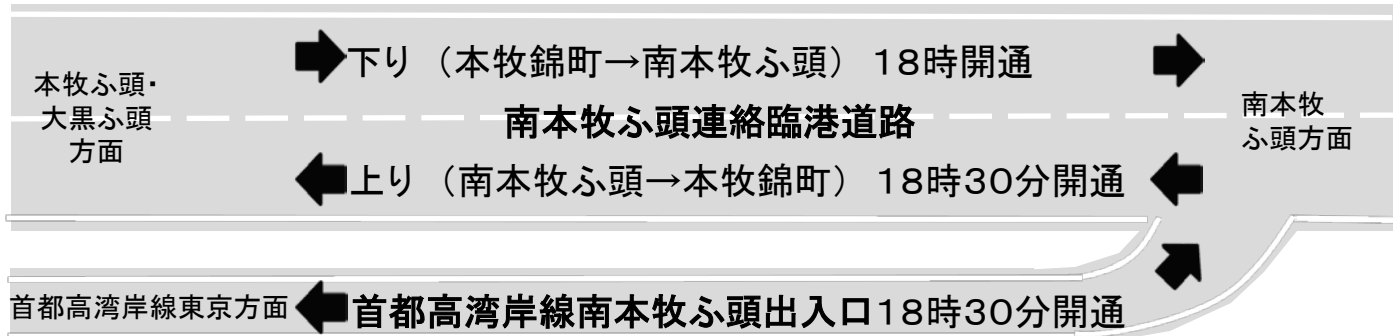 下り （本牧錦町→南本牧ふ頭） 18時開通
本牧ふ頭・
大黒ふ頭
方面
南本牧ふ頭連絡臨港道路
南本牧
ふ頭方面
上り （南本牧ふ頭→本牧錦町） 18時30分開通
首都高湾岸線東京方面
首都高湾岸線南本牧ふ頭出入口18時30分開通